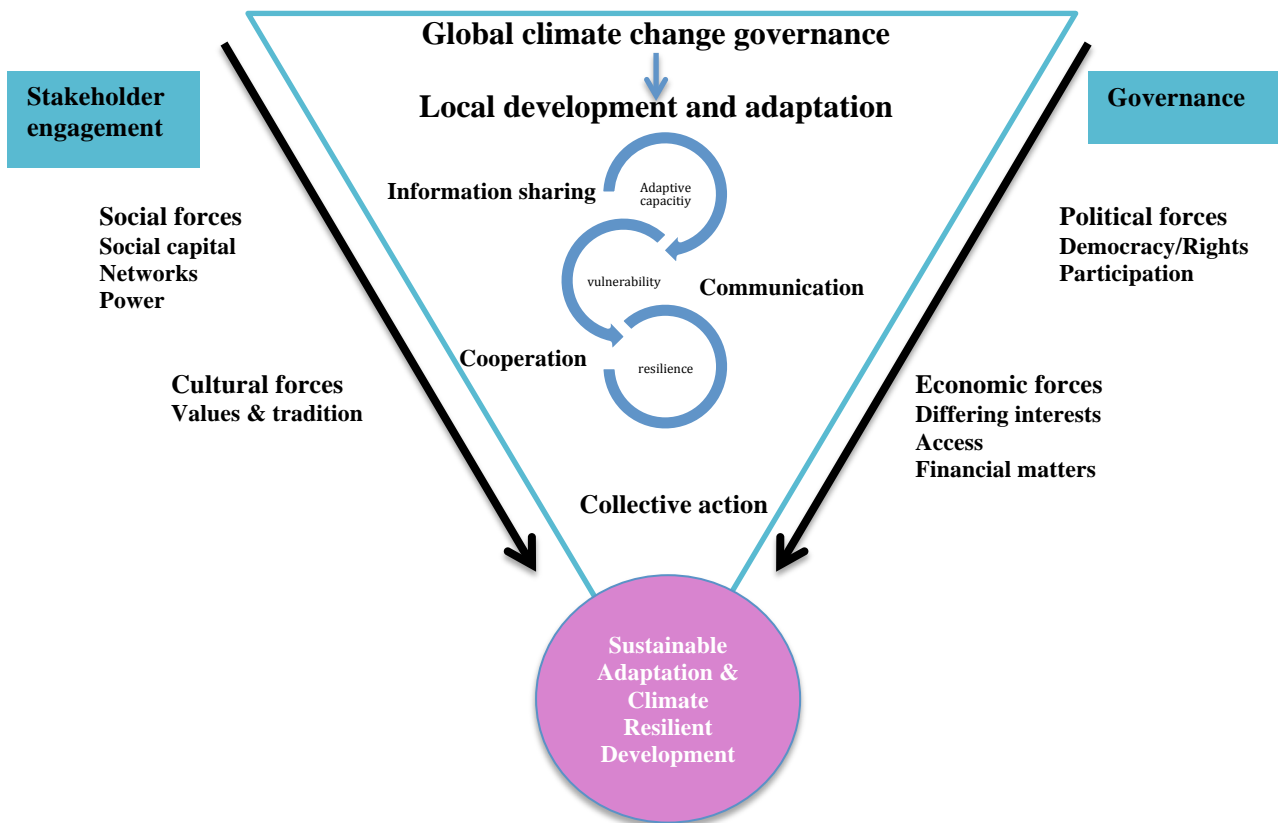 Global climate change governance
Local development and adaptation
Stakeholder
engagement
Governance
Information sharing
Adaptive
capacitiy
Social forces
Social capital
Networks
Power
Political forces
Democracy/Rights
Participation
vulnerability
Communication
Cooperation
resilience
Cultural forces
Values & tradition
Economic forces
Differing interests
Access
Financial matters
Collective action
Sustainable
Adaptation &
Climate
Resilient
Development